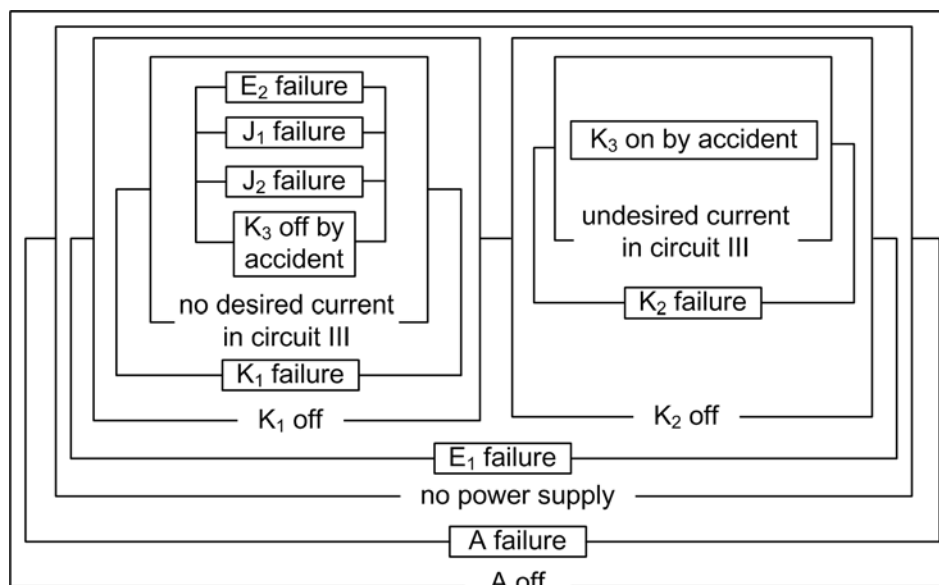 E₂ failure
J₁ failure
J₂ failure
K₃ off by
accident
no desired current
in circuit III
K₁ failure
K₁ off
K₃ on by accident
undesired current
in circuit III
K₂ failure
K₂ off
E₁ failure
no power supply
A failure
A off